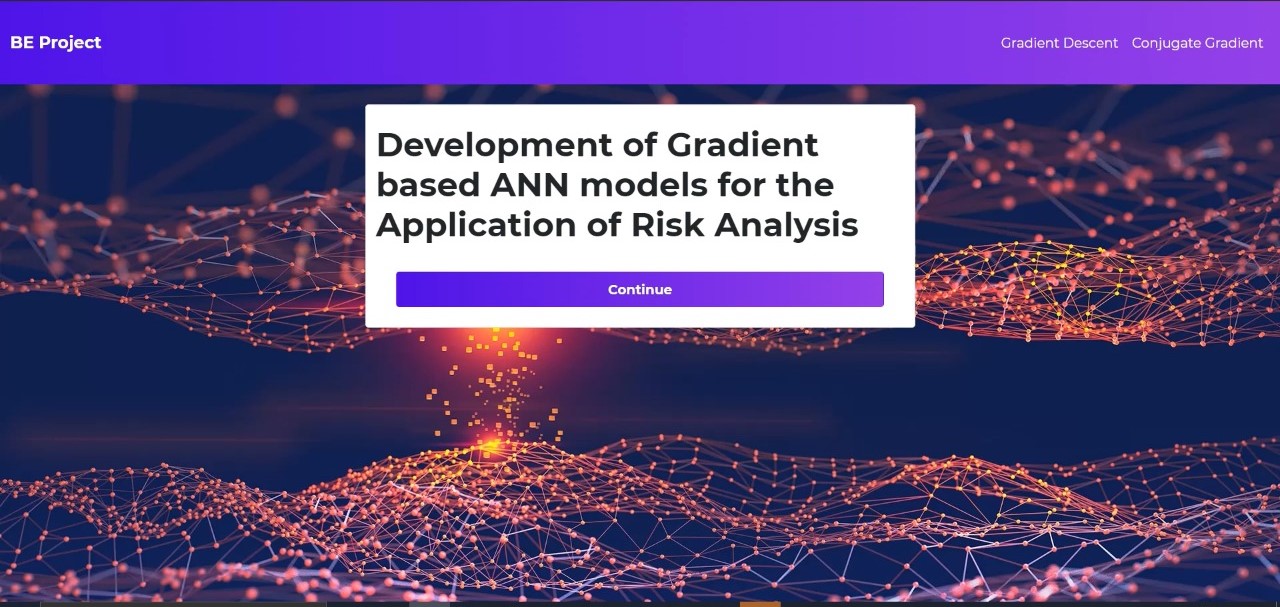 BE Project
Gradient Descent Conjugate Gradient
Development of Gradient
based ANN models for the
Application of Risk Analysis
Continue